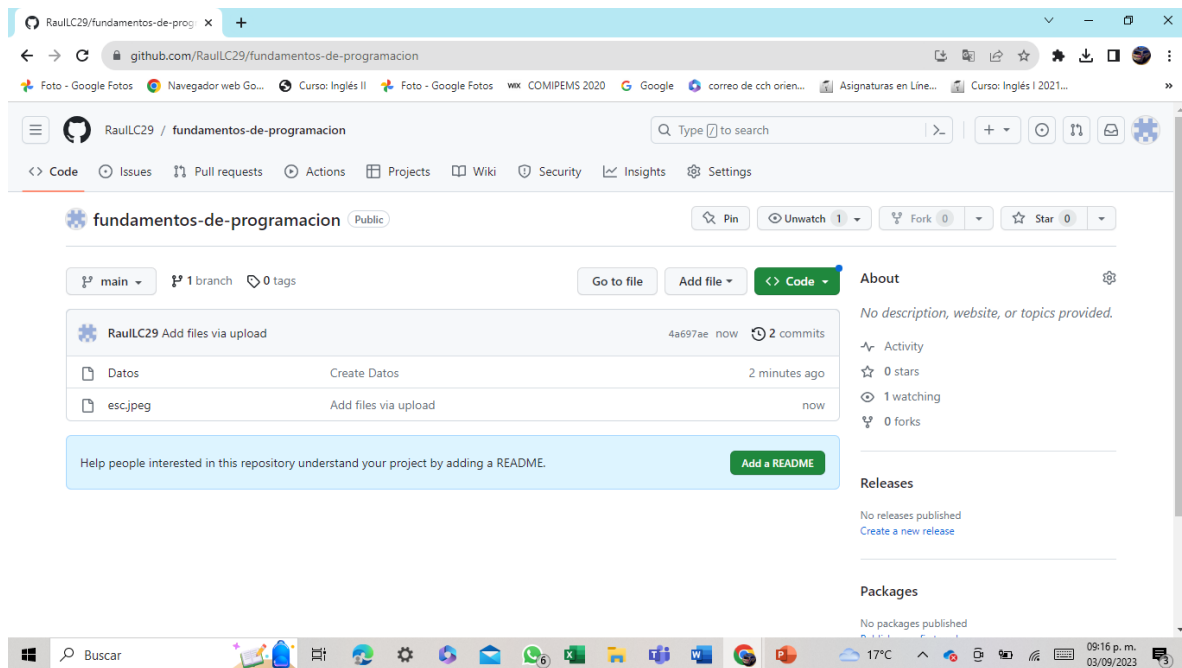 RaulLC29/fundamentos-de-prog
github.com/RaulLC29/fundamentos-de-programacion
Foto - Google Fotos Navegador web Go... Curso: Inglés II Foto - Google Fotos WiX COMIPEMS 2020 Google correo de cch orien... Asignaturas en Líne... Curso: Inglés I 2021... »
RaulLC29 / fundamentos-de-programacion Type / to search
<> Code Issues Pull requests Actions Projects Wiki Security Insights Settings
fundamentos-de-programacion Public Pin Unwatch 1 Fork 0 Star 0
main 1 branch 0 tags Go to file Add file <> Code
RaulLC29 Add files via upload 4a697ae now 2 commits
Datos Create Datos 2 minutes ago
esc.jpeg Add files via upload now
Help people interested in this repository understand your project by adding a README. Add a README
About
No description, website, or topics provided.
Activity
0 stars
1 watching
0 forks
Releases
No releases published
Create a new release
Packages
No packages published
Buscar 6 17°C 09:16 p. m.
03/09/2023 3